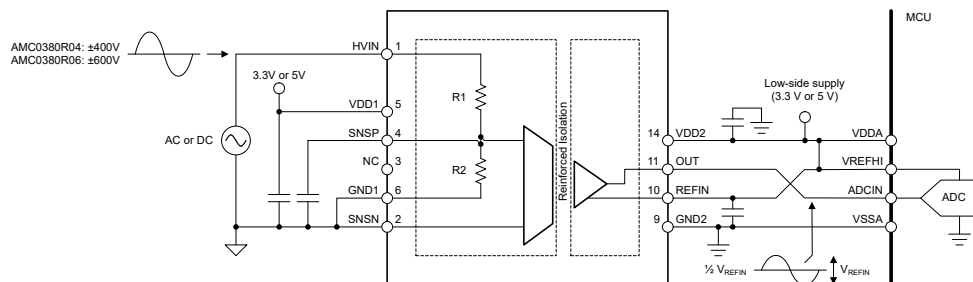 MCU
AMC0380R04: ±400V
AMC0380R06: ±600V
HVIN
1
3.3V or 5V
R1
Low-side supply
(3.3 V or 5 V)
VDD1
5
AC or DC
SNSP
4
14
VDD2
VDDA
NC
3
R2
Reinforced Isolation
11
OUT
VREFHI
GND1
6
10
REFIN
ADCIN
ADC
SNSN
2
9
GND2
VSSA
½ VREFIN
VREFIN